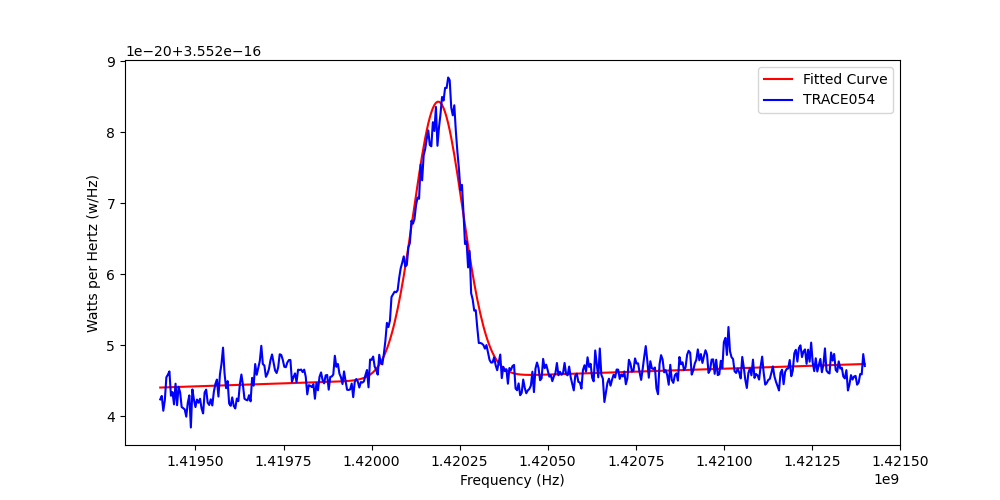 1e−20+3.552e−16
Fitted Curve
TRACE054
9
8
7
6
5
4
Watts per Hertz (w/Hz)
1.41950 1.41975 1.42000 1.42025 1.42050 1.42075 1.42100 1.42125 1.42150
1e9
Frequency (Hz)